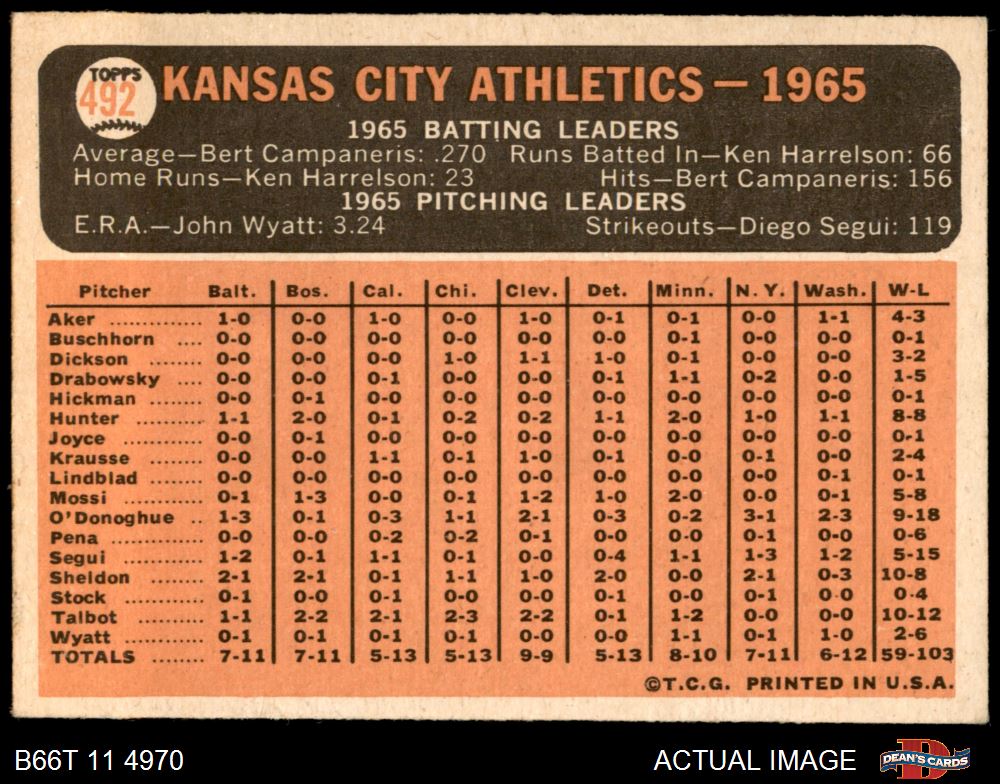 TOPPS
492
KANSAS CITY ATHLETICS — 1965
1965 BATTING LEADERS
Average—Bert Campaneris: .270 Runs Batted In—Ken Harrelson: 66
Home Runs—Ken Harrelson: 23 Hits—Bert Campaneris: 156
1965 PITCHING LEADERS
E.R.A.—John Wyatt: 3.24 Strikeouts—Diego Segui: 119
Pitcher Balt. Bos. Cal. Chi. Clev. Det. Minn. N. Y. Wash. W-L
Aker .............. 1-0 0-0 1-0 0-0 1-0 0-1 0-1 0-0 1-1 4-3
Buschhorn .... 0-0 0-0 0-0 0-0 0-0 0-0 0-1 0-0 0-0 0-1
Dickson ........ 0-0 0-0 0-0 1-0 1-1 1-0 0-1 0-0 0-0 3-2
Drabowsky .... 0-0 0-0 0-1 0-0 0-0 0-1 1-1 0-2 0-0 1-5
Hickman ........ 0-0 0-1 0-0 0-0 0-0 0-0 0-0 0-0 0-0 0-1
Hunter .......... 1-1 2-0 0-1 0-2 0-2 1-1 2-0 1-0 1-1 8-8
Joyce ............ 0-0 0-1 0-0 0-0 0-0 0-0 0-0 0-0 0-0 0-1
Krausse ........ 0-0 0-0 1-1 0-1 1-0 0-1 0-0 0-1 0-0 2-4
Lindblad ........ 0-0 0-0 0-0 0-0 0-0 0-0 0-0 0-0 0-1 0-1
Mossi ............ 0-1 1-3 0-0 0-1 1-2 1-0 2-0 0-0 0-1 5-8
O'Donoghue .. 1-3 0-1 0-3 1-1 2-1 0-3 0-2 3-1 2-3 9-18
Pena .............. 0-0 0-0 0-2 0-2 0-1 0-0 0-0 0-1 0-0 0-6
Segui ............ 1-2 0-1 1-1 0-1 0-0 0-4 1-1 1-3 1-2 5-15
Sheldon ........ 2-1 2-1 0-1 1-1 1-0 2-0 0-0 2-1 0-3 10-8
Stock ............ 0-1 0-0 0-1 0-0 0-0 0-1 0-0 0-1 0-0 0-4
Talbot ............ 1-1 2-2 2-1 2-3 2-2 0-1 1-2 0-0 0-0 10-12
Wyatt ............ 0-1 0-1 0-1 0-1 0-0 0-0 1-1 0-1 1-0 2-6
TOTALS ........ 7-11 7-11 5-13 5-13 9-9 5-13 8-10 7-11 6-12 59-103
©T.C.G. PRINTED IN U.S.A.
B66T 11 4970 ACTUAL IMAGE
DEAN'S CARDS